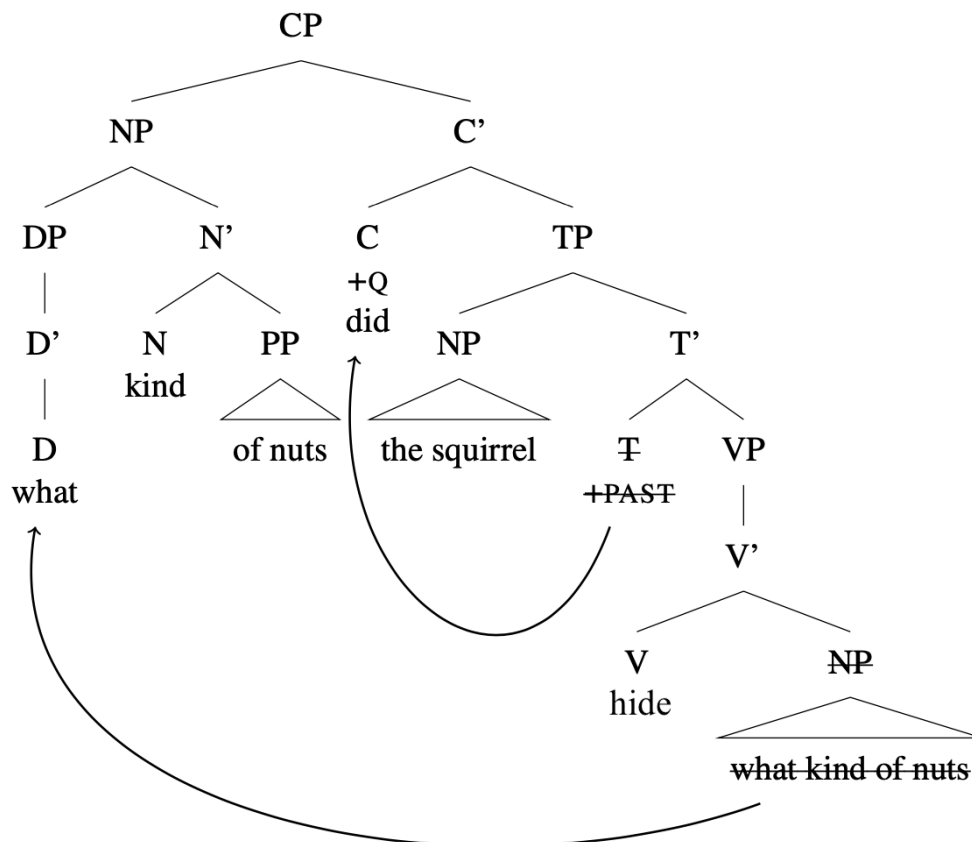 CP
NP C’
DP N’ C TP
+Q
did
D’ N PP NP T’
kind
D of nuts the squirrel T VP
what +PAST
V’
V NP
hide
what kind of nuts